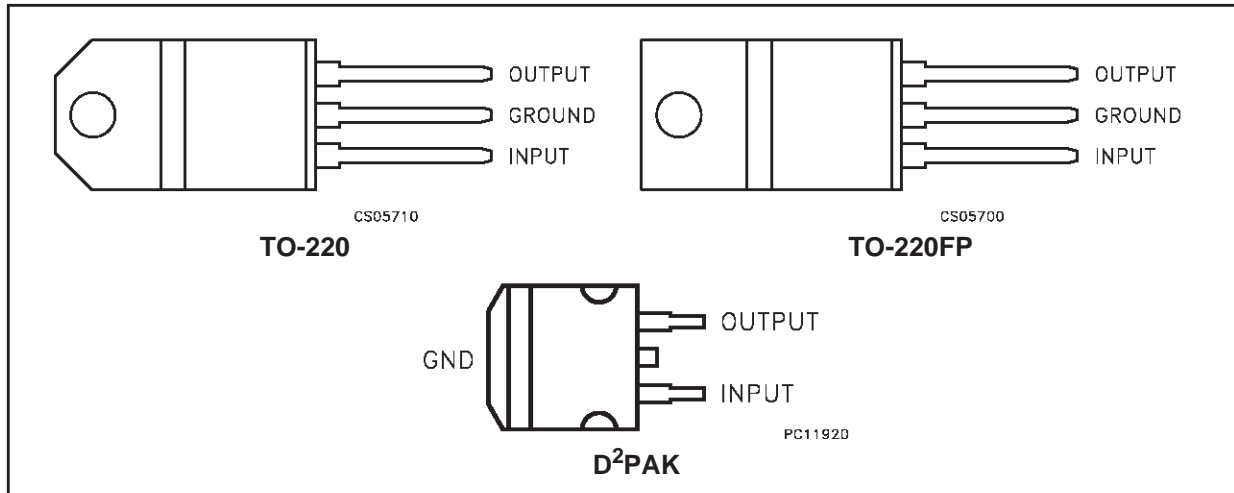 OUTPUT
GROUND
INPUT
CS05710
TO-220
OUTPUT
GROUND
INPUT
CS05700
TO-220FP
GND
OUTPUT
INPUT
PC11920
D²PAK